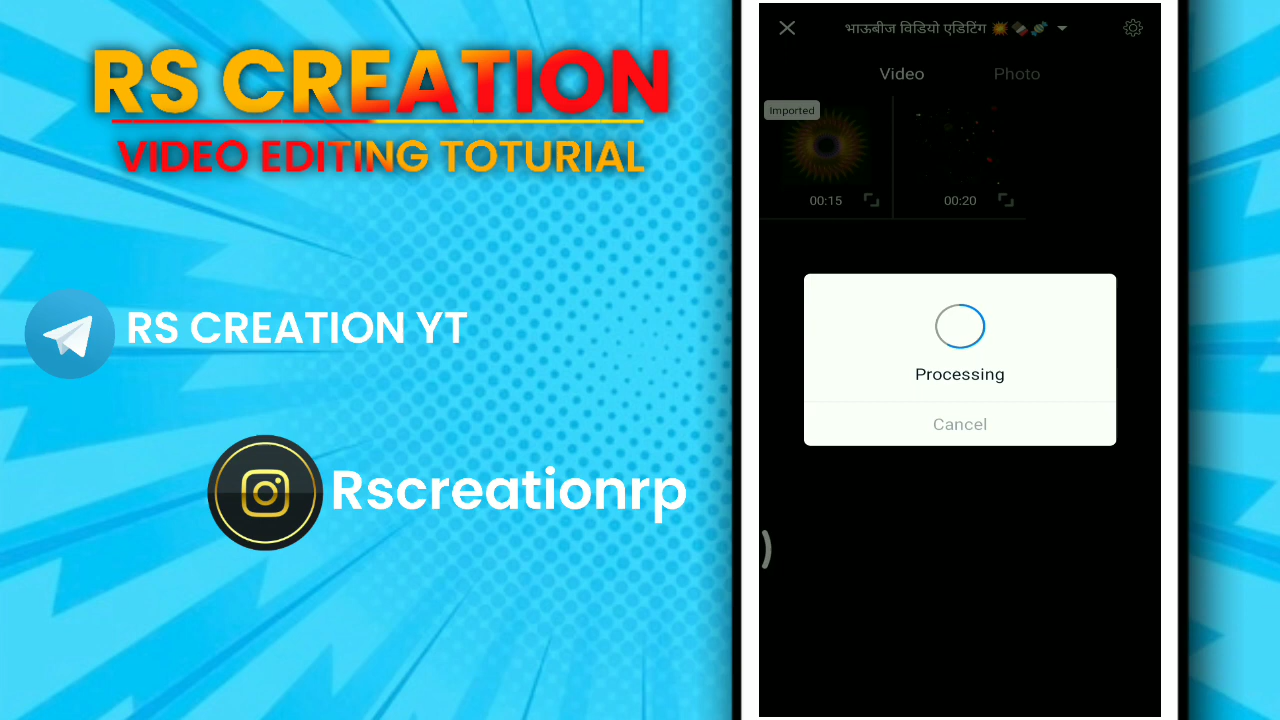 RS CREATION
VIDEO EDITING TOTURIAL
RS CREATION YT
Rscreationrp
भाऊबीज विडियो एडिटिंग
Video Photo
Imported
00:15 00:20
Processing
Cancel